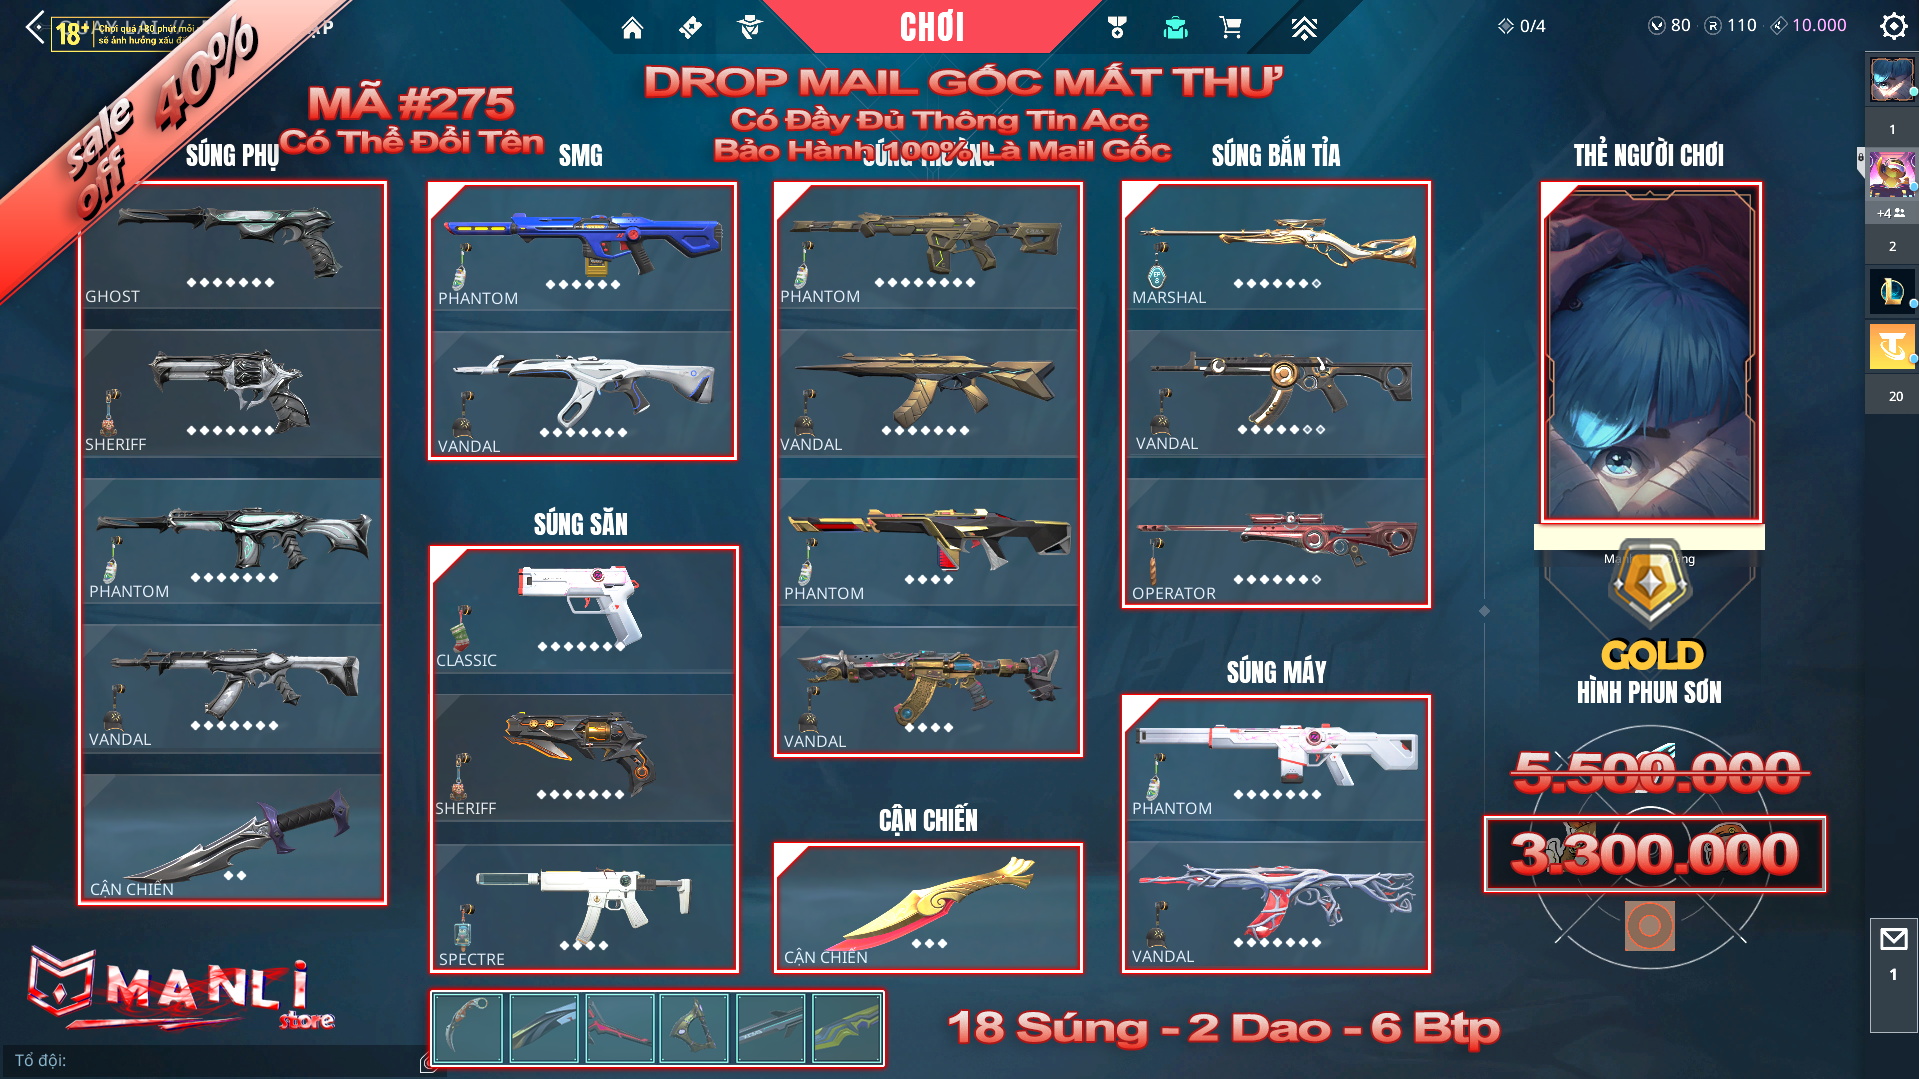 18+
Chơi quá 180 phút mỗi
sẽ ảnh hưởng xấu
CHƠI
0/4
80
110
10.000
sale off 40%
MÃ #275
Có Thể Đổi Tên
DROP MAIL GỐC MẤT THƯ
Có Đầy Đủ Thông Tin Acc
Bảo Hành 100% Là Mail Gốc
SÚNG PHỤ
SMG
SÚNG BẮN TỈA
THẺ NGƯỜI CHƠI
GHOST
SHERIFF
PHANTOM
VANDAL
CẬN CHIẾN
PHANTOM
VANDAL
SÚNG SĂN
CLASSIC
SHERIFF
SPECTRE
PHANTOM
VANDAL
PHANTOM
VANDAL
CẬN CHIẾN
CẬN CHIẾN
MARSHAL
EP 8
VANDAL
OPERATOR
SÚNG MÁY
PHANTOM
VANDAL
GOLD
HÌNH PHUN SƠN
5.500.000
3.300.000
1
+4
2
20
1
MANLI
store
18 Súng - 2 Dao - 6 Btp
Tổ đội: